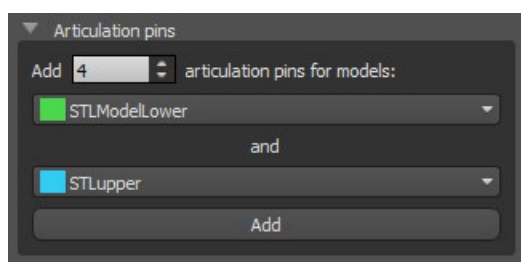 Articulation pins
Add 4 articulation pins for models:
STLModelLower
and
STLupper
Add